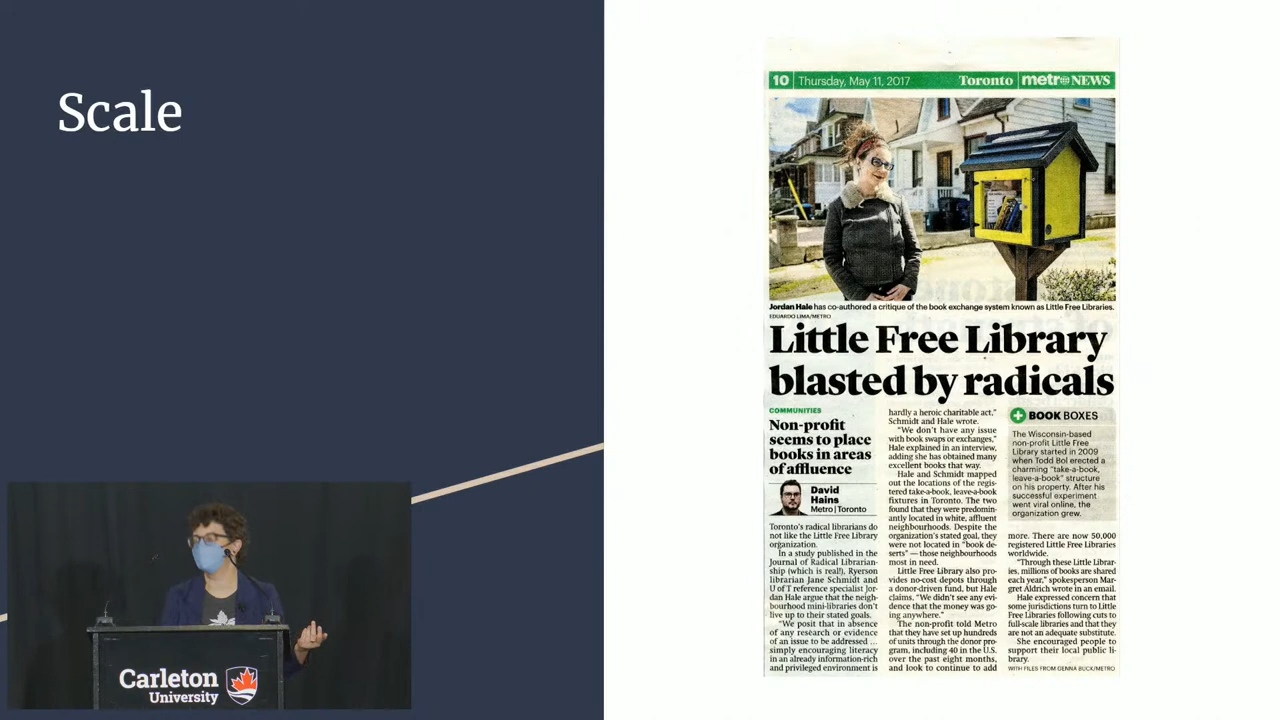 Scale
10 Thursday, May 11, 2017 Toronto metro NEWS
Jordan Hale has co-authored a critique of the book exchange system known as Little Free Libraries.
EDUARDO LIMA/METRO
Little Free Library
blasted by radicals
COMMUNITIES
Non-profit
seems to place
books in areas
of affluence
David
Hains
Metro | Toronto
Toronto's radical librarians do
not like the Little Free Library
organization.
In a study published in the
Journal of Radical Librarian-
ship (which is real!), Ryerson
librarian Jane Schmidt and
U of T reference specialist Jor-
dan Hale argue that the neigh-
bourhood mini-libraries don't
live up to their stated goals.
"We posit that in absence
of any research or evidence
of an issue to be addressed ...
simply encouraging literacy
in an already information-rich
and privileged environment is
hardly a heroic charitable act,"
Schmidt and Hale wrote.
"We don't have any issue
with book swaps or exchanges,"
Hale explained in an interview,
adding she has obtained many
excellent books that way.
Hale and Schmidt mapped
out the locations of the regis-
tered take-a-book, leave-a-book
fixtures in Toronto. The two
found that they were predomin-
antly located in white, affluent
neighbourhoods. Despite the
organization's stated goal, they
were not located in "book de-
serts" — those neighbourhoods
most in need.
Little Free Library also pro-
vides no-cost depots through
a donor-driven fund, but Hale
claims, "We didn't see any evi-
dence that the money was go-
ing anywhere."
The non-profit told Metro
that they have set up hundreds
of units through the donor pro-
gram, including 40 in the U.S.
over the past eight months,
and look to continue to add
BOOK BOXES
The Wisconsin-based
non-profit Little Free
Library started in 2009
when Todd Bol erected a
charming "take-a-book,
leave-a-book" structure
on his property. After his
successful experiment
went viral online, the
organization grew.
more. There are now 50,000
registered Little Free Libraries
worldwide.
"Through these Little Librar-
ies, millions of books are shared
each year," spokesperson Mar-
gret Aldrich wrote in an email.
Hale expressed concern that
some jurisdictions turn to Little
Free Libraries following cuts to
full-scale libraries and that they
are not an adequate substitute.
She encouraged people to
support their local public li-
brary.
WITH FILES FROM GENNA BUCK/METRO
Carleton
University